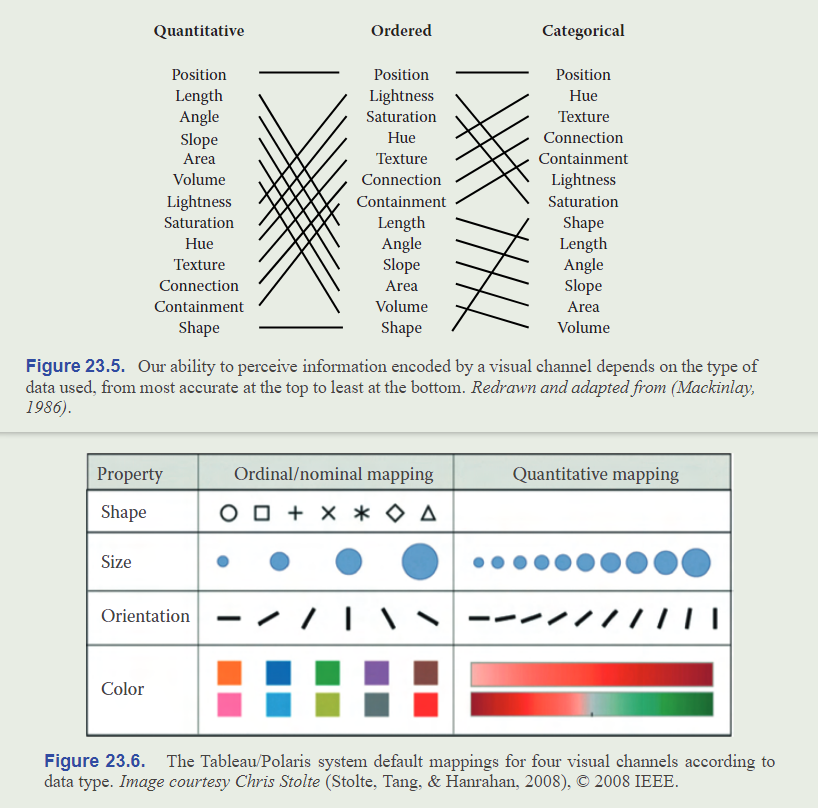 Quantitative Ordered Categorical
Position Position Position
Length Lightness Hue
Angle Saturation Texture
Slope Hue Connection
Area Texture Containment
Volume Connection Lightness
Lightness Containment Saturation
Saturation Length Shape
Hue Angle Length
Texture Slope Angle
Connection Area Slope
Containment Volume Area
Shape Shape Volume
Figure 23.5. Our ability to perceive information encoded by a visual channel depends on the type of
data used, from most accurate at the top to least at the bottom. Redrawn and adapted from (Mackinlay,
1986).
Property Ordinal/nominal mapping Quantitative mapping
Shape
Size
Orientation
Color
Figure 23.6. The Tableau/Polaris system default mappings for four visual channels according to
data type. Image courtesy Chris Stolte (Stolte, Tang, & Hanrahan, 2008), © 2008 IEEE.